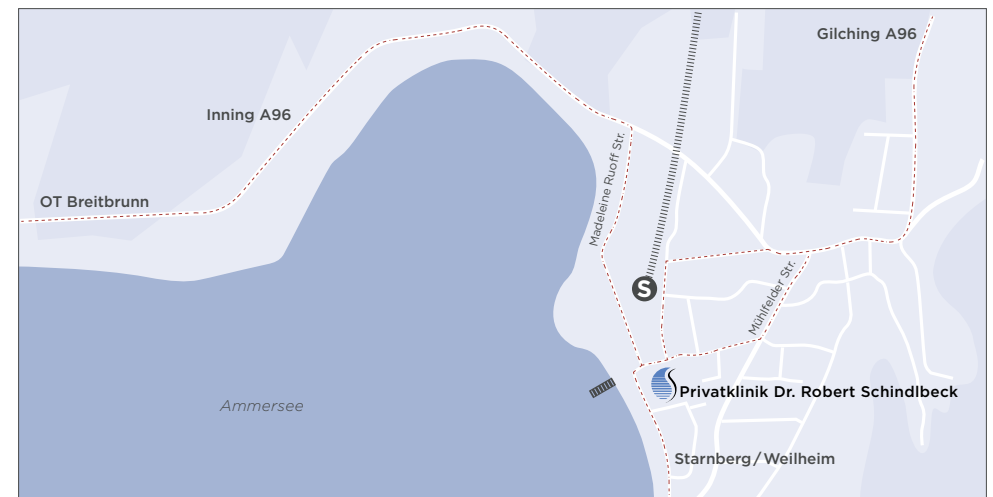 Gilching A96
Inning A96
Madeleine Ruoff Str.
OT Breitbrunn
Mühlfelder Str.
S
Privatklinik Dr. Robert Schindlbeck
Ammersee
Starnberg / Weilheim